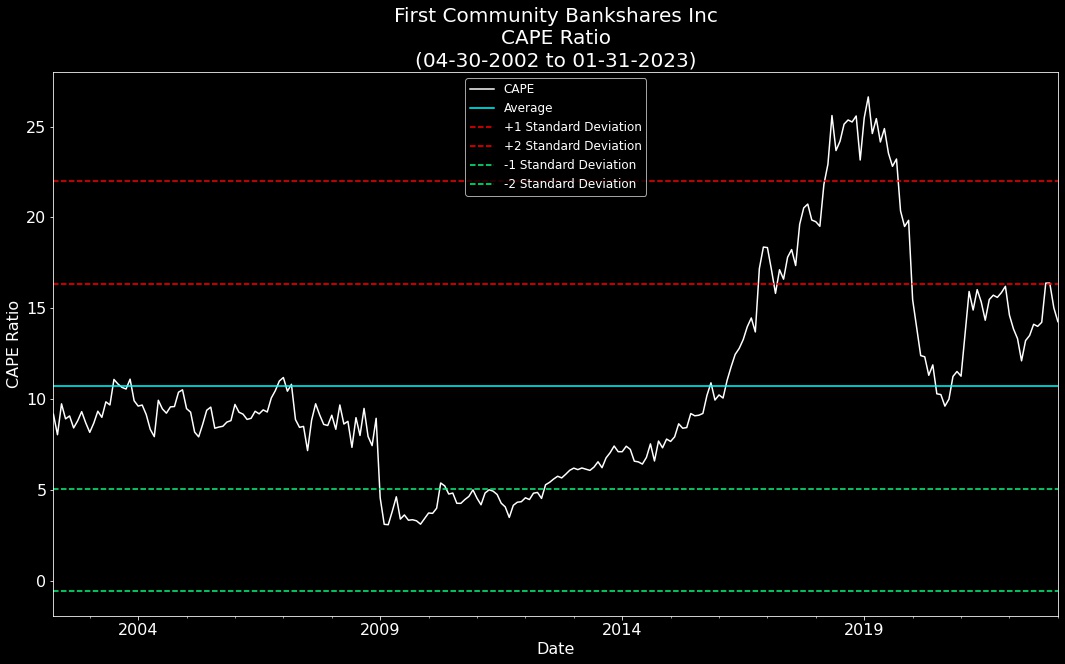 First Community Bankshares Inc
CAPE Ratio
(04-30-2002 to 01-31-2023)
CAPE
Average
+1 Standard Deviation
+2 Standard Deviation
-1 Standard Deviation
-2 Standard Deviation
25
20
15
10
5
0
CAPE Ratio
2004 2009 2014 2019
Date